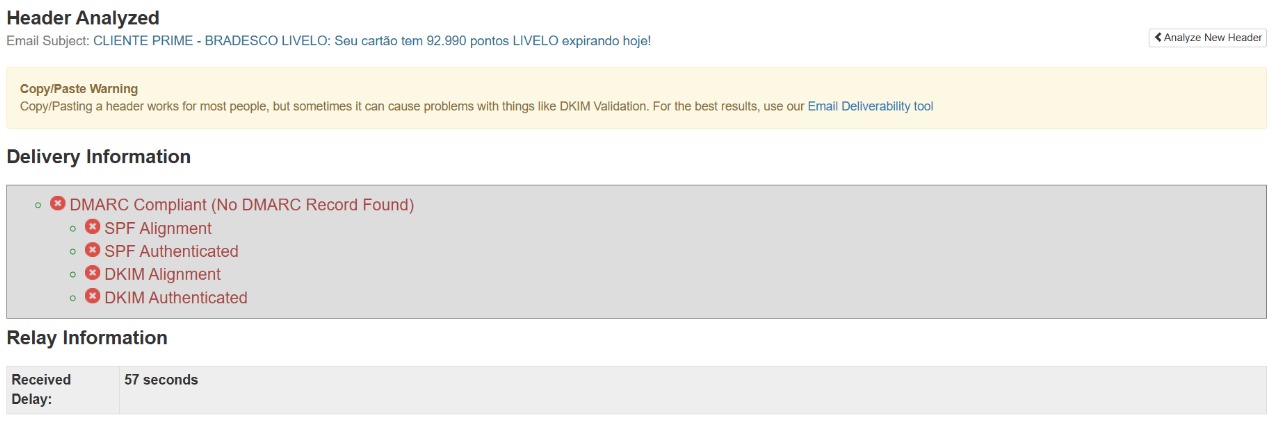 Header Analyzed
Email Subject: CLIENTE PRIME - BRADESCO LIVELO: Seu cartão tem 92.990 pontos LIVELO expirando hoje!
Analyze New Header
Copy/Paste Warning
Copy/Pasting a header works for most people, but sometimes it can cause problems with things like DKIM Validation. For the best results, use our Email Deliverability tool
Delivery Information
DMARC Compliant (No DMARC Record Found)
SPF Alignment
SPF Authenticated
DKIM Alignment
DKIM Authenticated
Relay Information
Received 57 seconds
Delay: